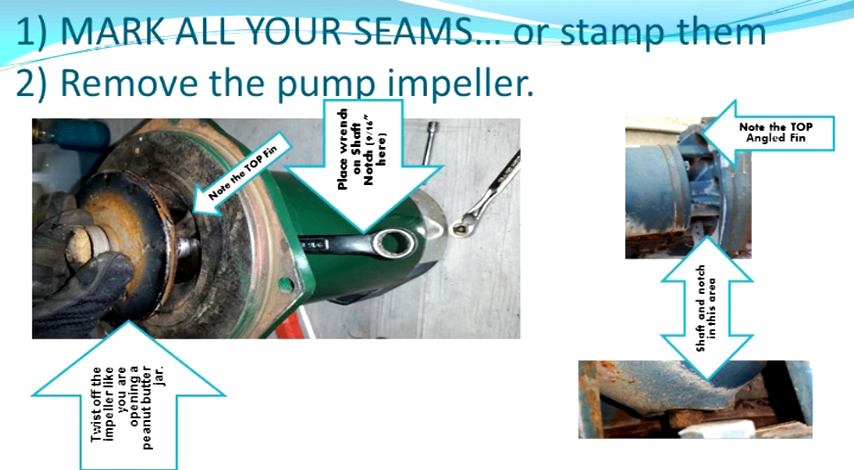 1) MARK ALL YOUR SEAMS... or stamp them
2) Remove the pump impeller.
Note the TOP Fin
Place wrench
on Shaft
Notch (9/16"
here)
Note the TOP
Angled Fin
Shaft and notch
in this area
Twist off the
impeller like
you are
opening a
peanut butter
jar.